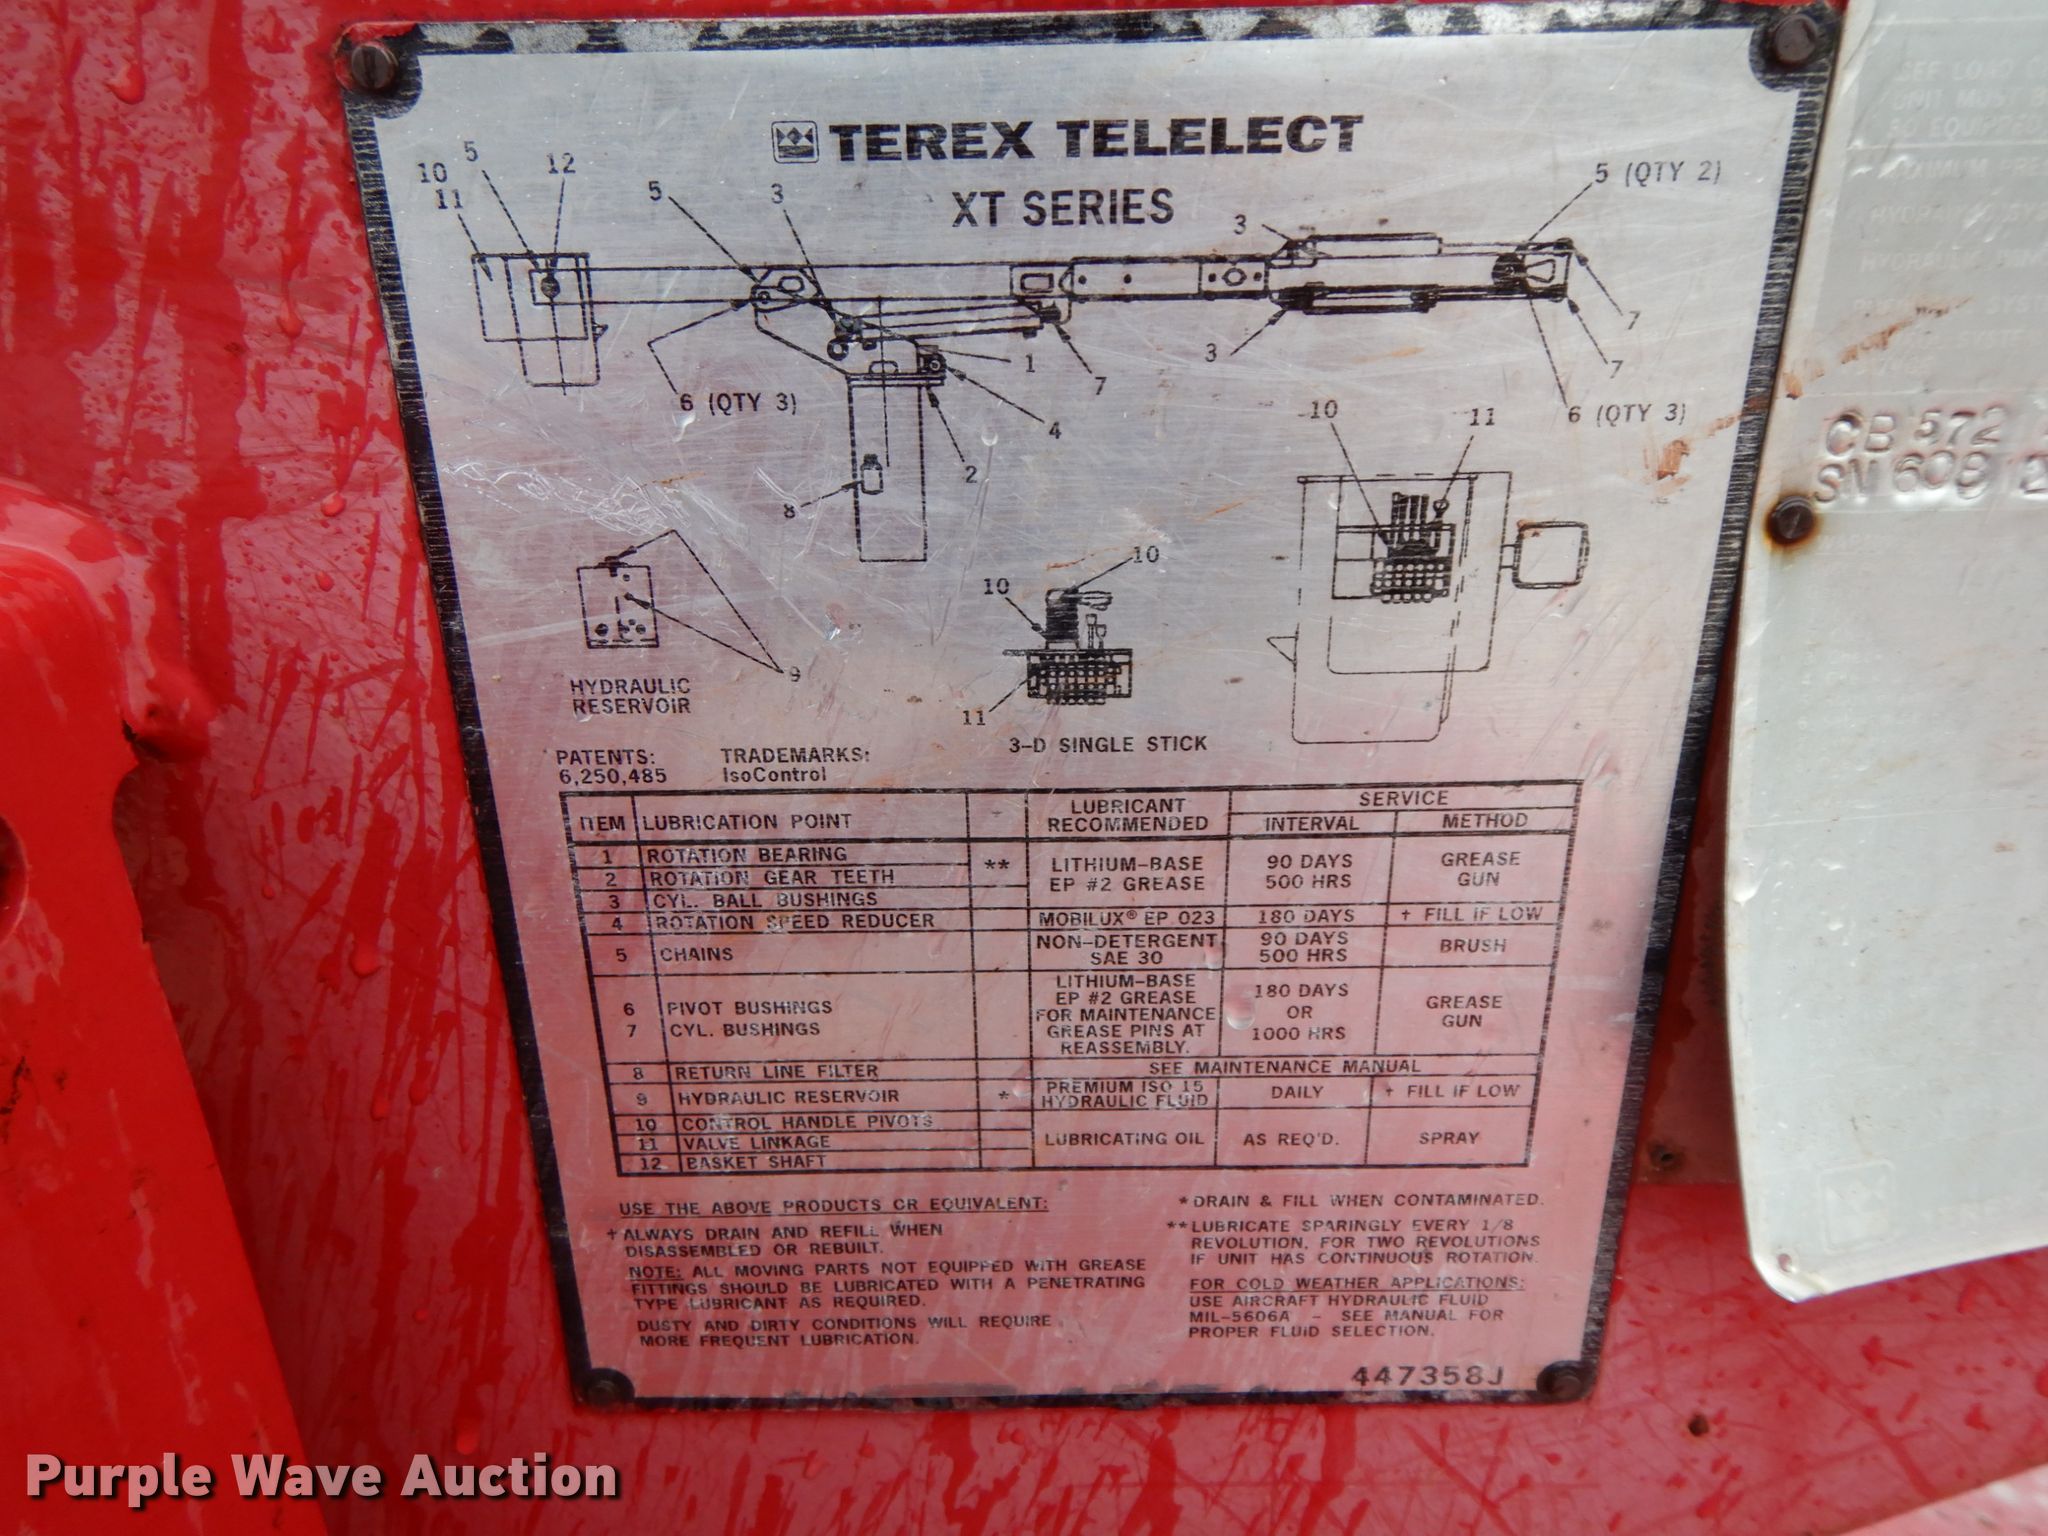 TEREX TELELECT
XT SERIES
5
10
11
12
5
3
3
5 (QTY 2)
7
7
3
1
7
4
2
6 (QTY 3)
6 (QTY 3)
8
10
11
10
10
11
9
HYDRAULIC
RESERVOIR
3-D SINGLE STICK
PATENTS:
6,250,485
TRADEMARKS:
IsoControl
ITEM LUBRICATION POINT LUBRICANT RECOMMENDED SERVICE
INTERVAL METHOD
1 ROTATION BEARING
2 ROTATION GEAR TEETH
3 CYL. BALL BUSHINGS
** LITHIUM-BASE 90 DAYS GREASE
EP #2 GREASE 500 HRS GUN
4 ROTATION SPEED REDUCER MOBILUX® EP 023 180 DAYS + FILL IF LOW
5 CHAINS NON-DETERGENT 90 DAYS BRUSH
SAE 30 500 HRS
6 PIVOT BUSHINGS
7 CYL. BUSHINGS
LITHIUM-BASE
EP #2 GREASE
FOR MAINTENANCE
GREASE PINS AT
REASSEMBLY.
180 DAYS
OR
1000 HRS
GREASE
GUN
8 RETURN LINE FILTER SEE MAINTENANCE MANUAL
9 HYDRAULIC RESERVOIR * PREMIUM ISO 15 DAILY + FILL IF LOW
HYDRAULIC FLUID
10 CONTROL HANDLE PIVOTS
11 VALVE LINKAGE
12 BASKET SHAFT
LUBRICATING OIL AS REQ'D. SPRAY
USE THE ABOVE PRODUCTS OR EQUIVALENT:
+ ALWAYS DRAIN AND REFILL WHEN
DISASSEMBLED OR REBUILT.
NOTE: ALL MOVING PARTS NOT EQUIPPED WITH GREASE
FITTINGS SHOULD BE LUBRICATED WITH A PENETRATING
TYPE LUBRICANT AS REQUIRED.
DUSTY AND DIRTY CONDITIONS WILL REQUIRE
MORE FREQUENT LUBRICATION.
* DRAIN & FILL WHEN CONTAMINATED.
** LUBRICATE SPARINGLY EVERY 1/8
REVOLUTION, FOR TWO REVOLUTIONS
IF UNIT HAS CONTINUOUS ROTATION.
FOR COLD WEATHER APPLICATIONS:
USE AIRCRAFT HYDRAULIC FLUID
MIL-5606A - SEE MANUAL FOR
PROPER FLUID SELECTION.
447358J
SEE LOAD
UNIT MUST
SO EQUIPPED
MAXIMUM
CB 572
SN 608
Purple Wave Auction